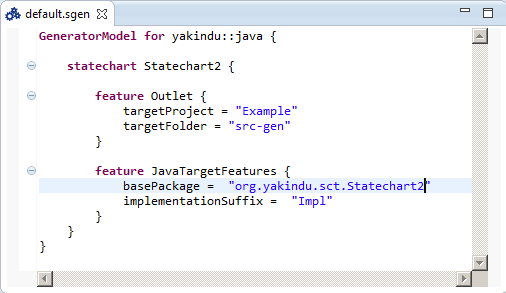 default.sgen
GeneratorModel for yakindu::java {
statechart Statechart2 {
feature Outlet {
targetProject = "Example"
targetFolder = "src-gen"
}
feature JavaTargetFeatures {
basePackage =  "org.yakindu.sct.Statechart2"
implementationSuffix =  "Impl"
}
}
}